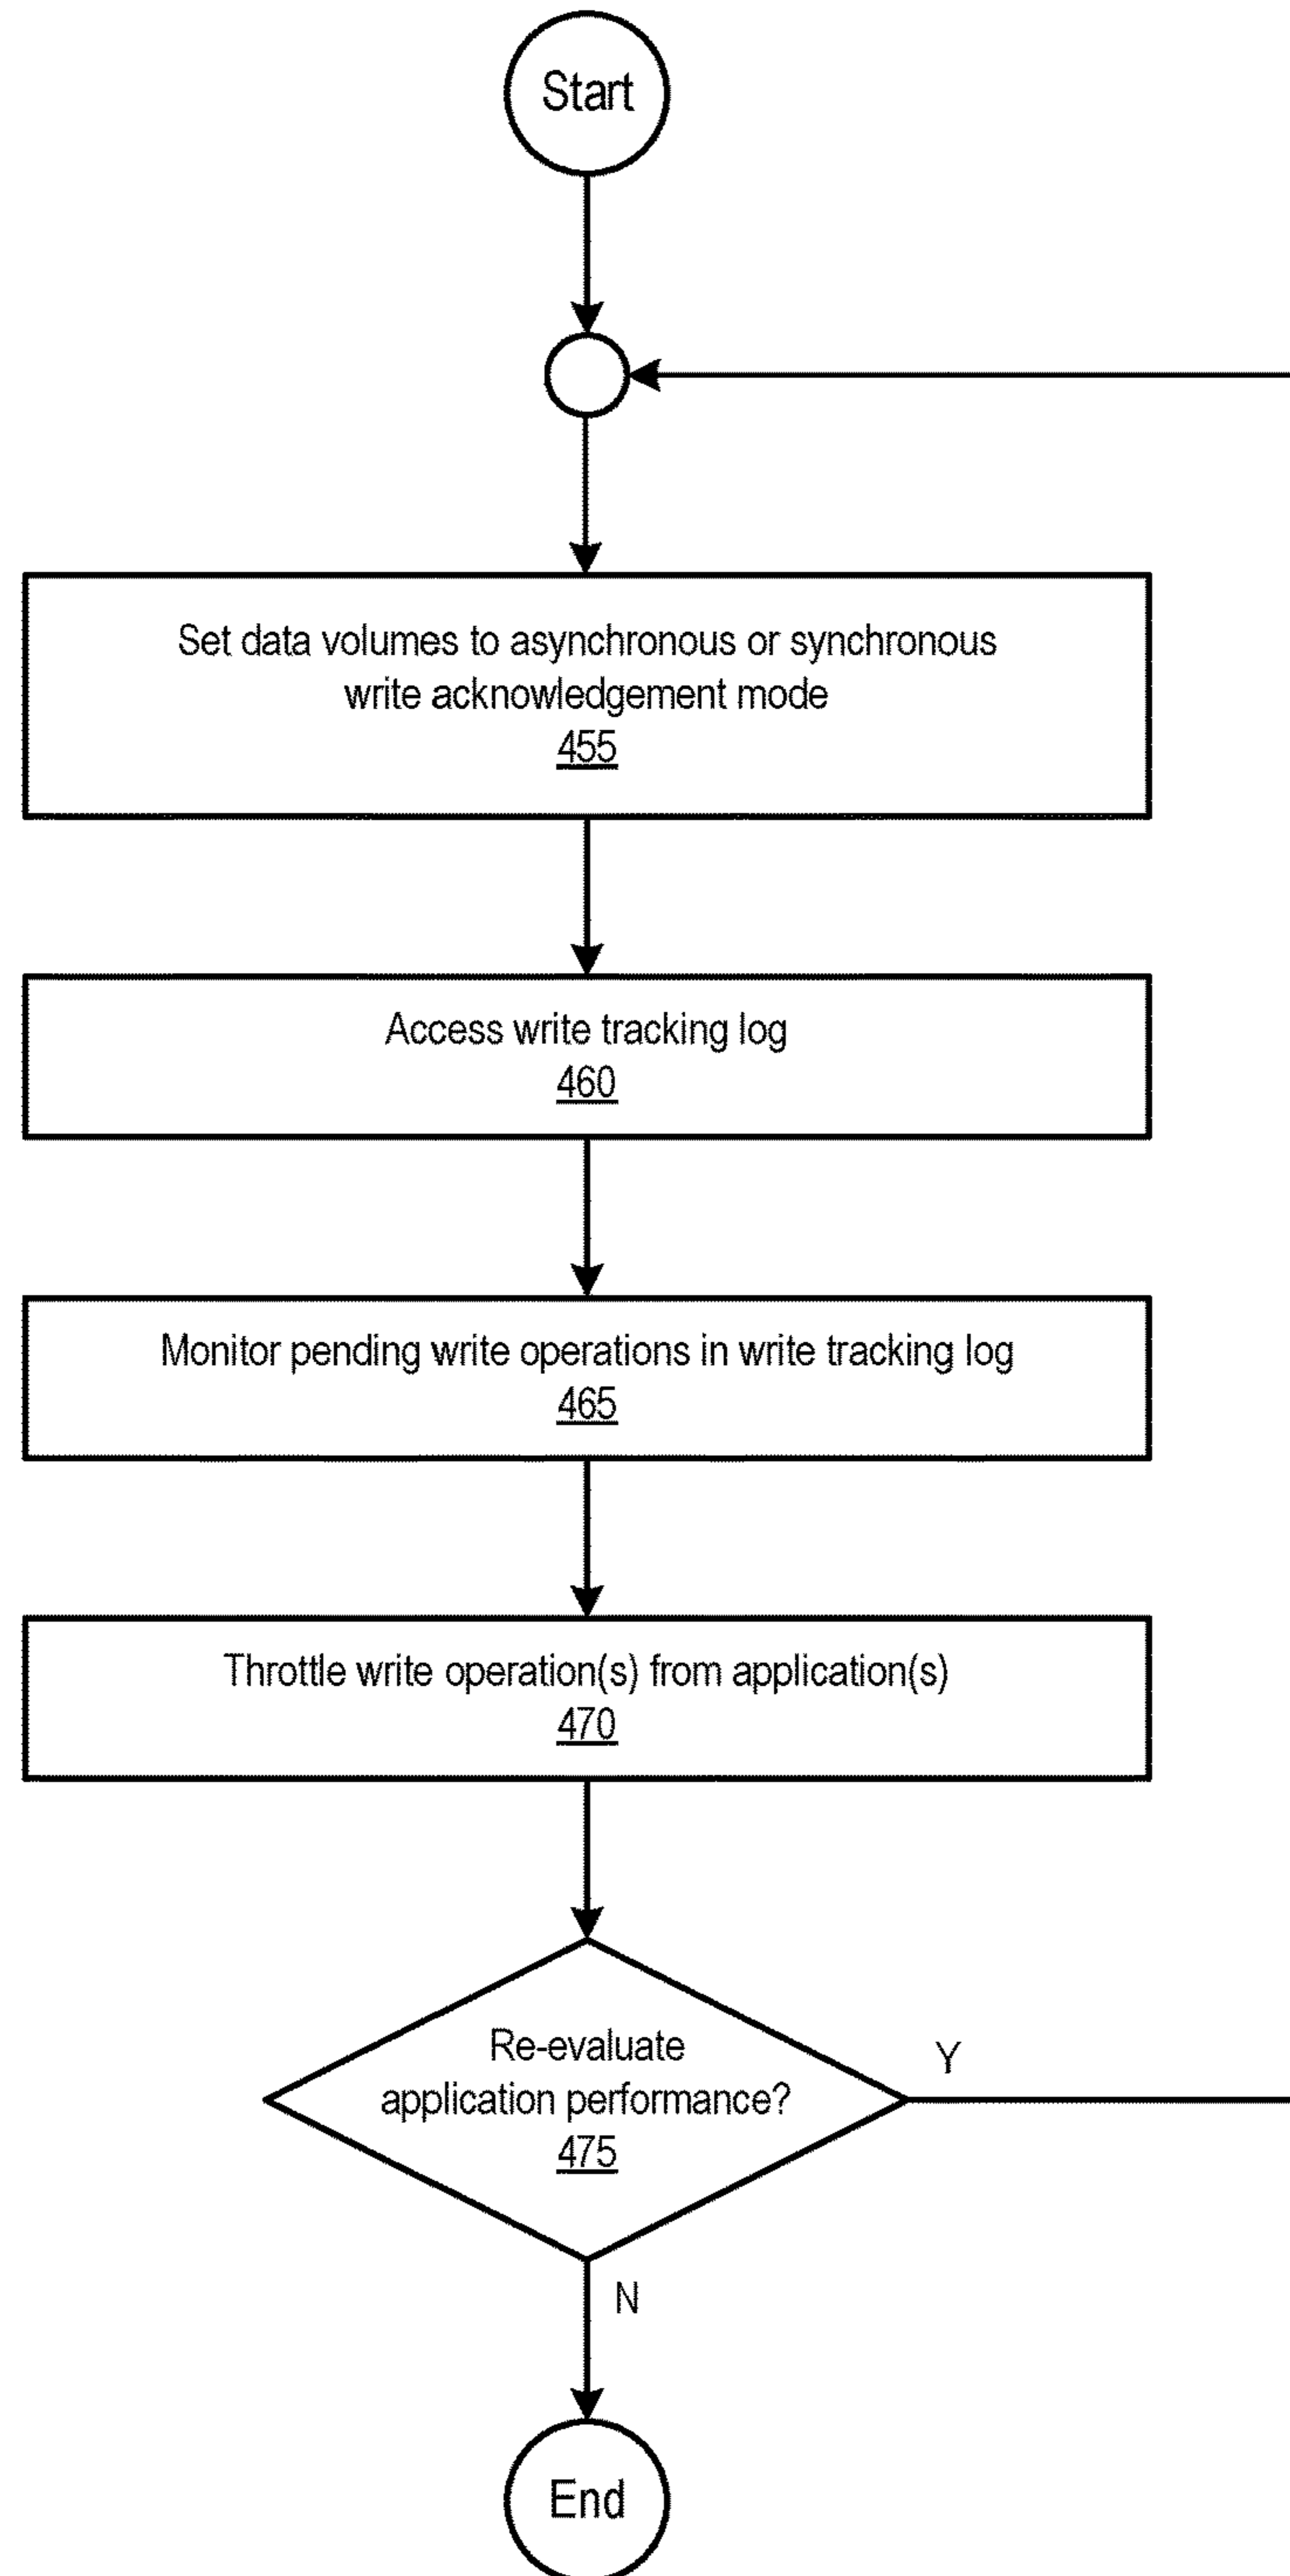 Start
Set data volumes to asynchronous or synchronous
write acknowledgement mode
455
Access write tracking log
460
Monitor pending write operations in write tracking log
465
Throttle write operation(s) from application(s)
470
Re-evaluate
application performance?
475
Y
N
End